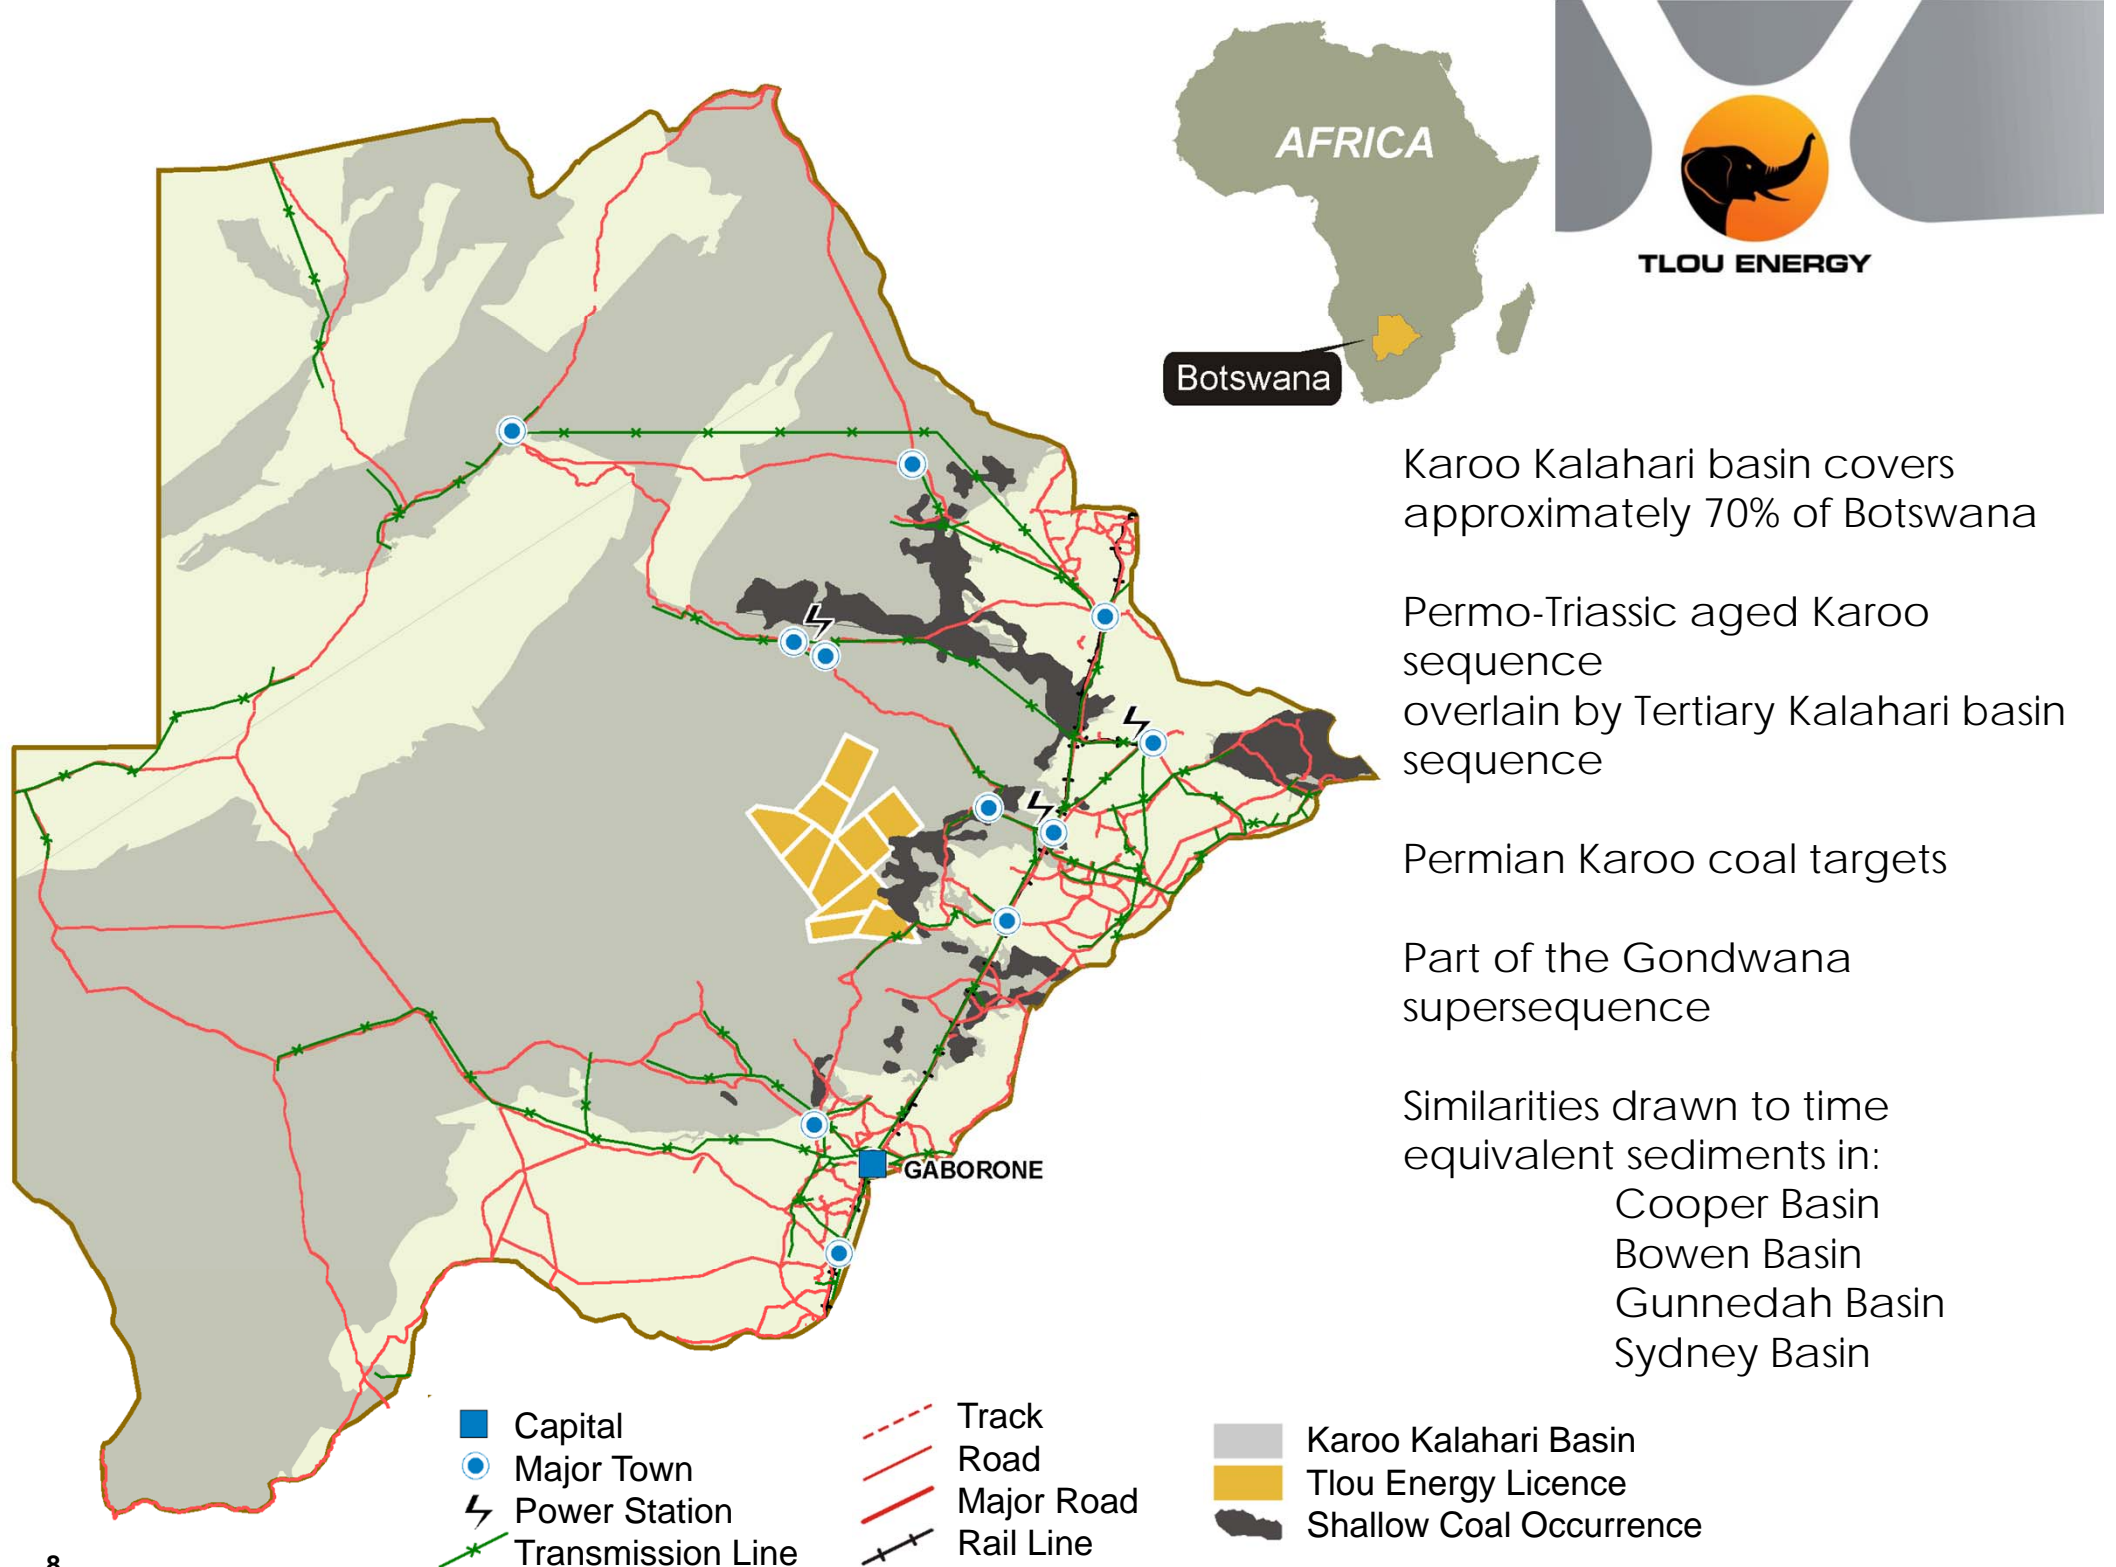 AFRICA
TLOU ENERGY
Botswana
Karoo Kalahari basin covers
approximately 70% of Botswana
Permo-Triassic aged Karoo
sequence
overlain by Tertiary Kalahari basin
sequence
Permian Karoo coal targets
Part of the Gondwana
supersequence
Similarities drawn to time
equivalent sediments in:
Cooper Basin
Bowen Basin
Gunnedah Basin
Sydney Basin
GABORONE
Capital
Major Town
Power Station
Transmission Line
Track
Road
Major Road
Rail Line
Karoo Kalahari Basin
Tlou Energy Licence
Shallow Coal Occurrence
8